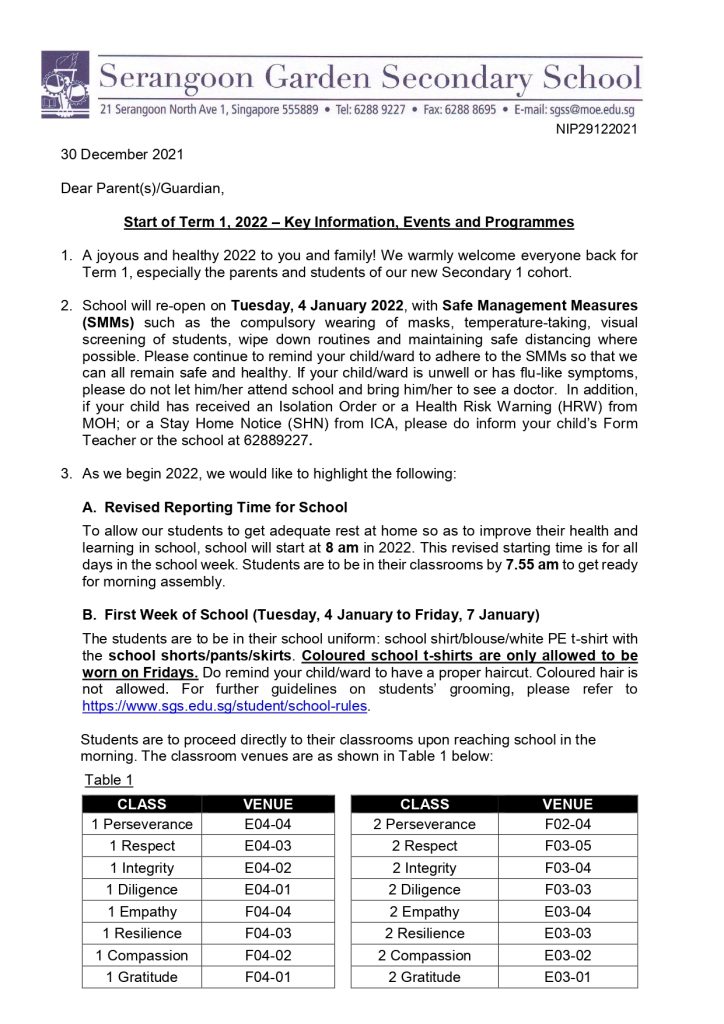 Serangoon Garden Secondary School
21 Serangoon North Ave 1, Singapore 555889 • Tel: 6288 9227 • Fax: 6288 8695 • E-mail: sgss@moe.edu.sg
NIP29122021
30 December 2021
Dear Parent(s)/Guardian,
Start of Term 1, 2022 – Key Information, Events and Programmes
1. A joyous and healthy 2022 to you and family! We warmly welcome everyone back for
Term 1, especially the parents and students of our new Secondary 1 cohort.
2. School will re-open on Tuesday, 4 January 2022, with Safe Management Measures
(SMMs) such as the compulsory wearing of masks, temperature-taking, visual
screening of students, wipe down routines and maintaining safe distancing where
possible. Please continue to remind your child/ward to adhere to the SMMs so that we
can all remain safe and healthy. If your child/ward is unwell or has flu-like symptoms,
please do not let him/her attend school and bring him/her to see a doctor. In addition,
if your child has received an Isolation Order or a Health Risk Warning (HRW) from
MOH; or a Stay Home Notice (SHN) from ICA, please do inform your child's Form
Teacher or the school at 62889227.
3. As we begin 2022, we would like to highlight the following:
A. Revised Reporting Time for School
To allow our students to get adequate rest at home so as to improve their health and
learning in school, school will start at 8 am in 2022. This revised starting time is for all
days in the school week. Students are to be in their classrooms by 7.55 am to get ready
for morning assembly.
B. First Week of School (Tuesday, 4 January to Friday, 7 January)
The students are to be in their school uniform: school shirt/blouse/white PE t-shirt with
the school shorts/pants/skirts. Coloured school t-shirts are only allowed to be
worn on Fridays. Do remind your child/ward to have a proper haircut. Coloured hair is
not allowed. For further guidelines on students' grooming, please refer to
https://www.sgs.edu.sg/student/school-rules.
Students are to proceed directly to their classrooms upon reaching school in the
morning. The classroom venues are as shown in Table 1 below:
Table 1
CLASS VENUE CLASS VENUE
1 Perseverance E04-04 2 Perseverance F02-04
1 Respect E04-03 2 Respect F03-05
1 Integrity E04-02 2 Integrity F03-04
1 Diligence E04-01 2 Diligence F03-03
1 Empathy F04-04 2 Empathy E03-04
1 Resilience F04-03 2 Resilience E03-03
1 Compassion F04-02 2 Compassion E03-02
1 Gratitude F04-01 2 Gratitude E03-01